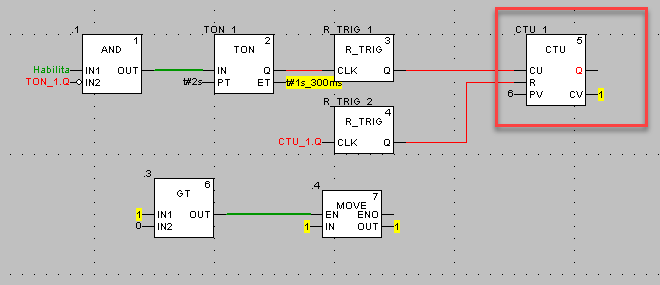 .1
AND
1
Habilita
IN1
OUT
TON_1.Q
IN2
TON_1
TON
2
IN
Q
t#2s
PT
ET
t#1s_300ms
R_TRIG_1
3
R_TRIG
CLK
Q
R_TRIG_2
4
R_TRIG
CTU_1.Q
CLK
Q
CTU_1
5
CTU
CU
Q
R
6
PV
CV
1
.3
6
GT
1
IN1
OUT
0
IN2
.4
7
MOVE
EN
ENO
1
IN
OUT
1